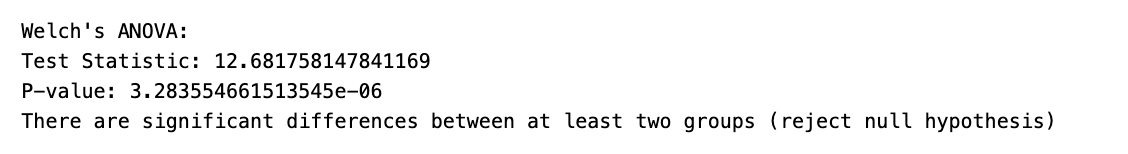 Welch's ANOVA:
Test Statistic: 12.681758147841169
P-value: 3.283554661513545e-06
There are significant differences between at least two groups (reject null hypothesis)